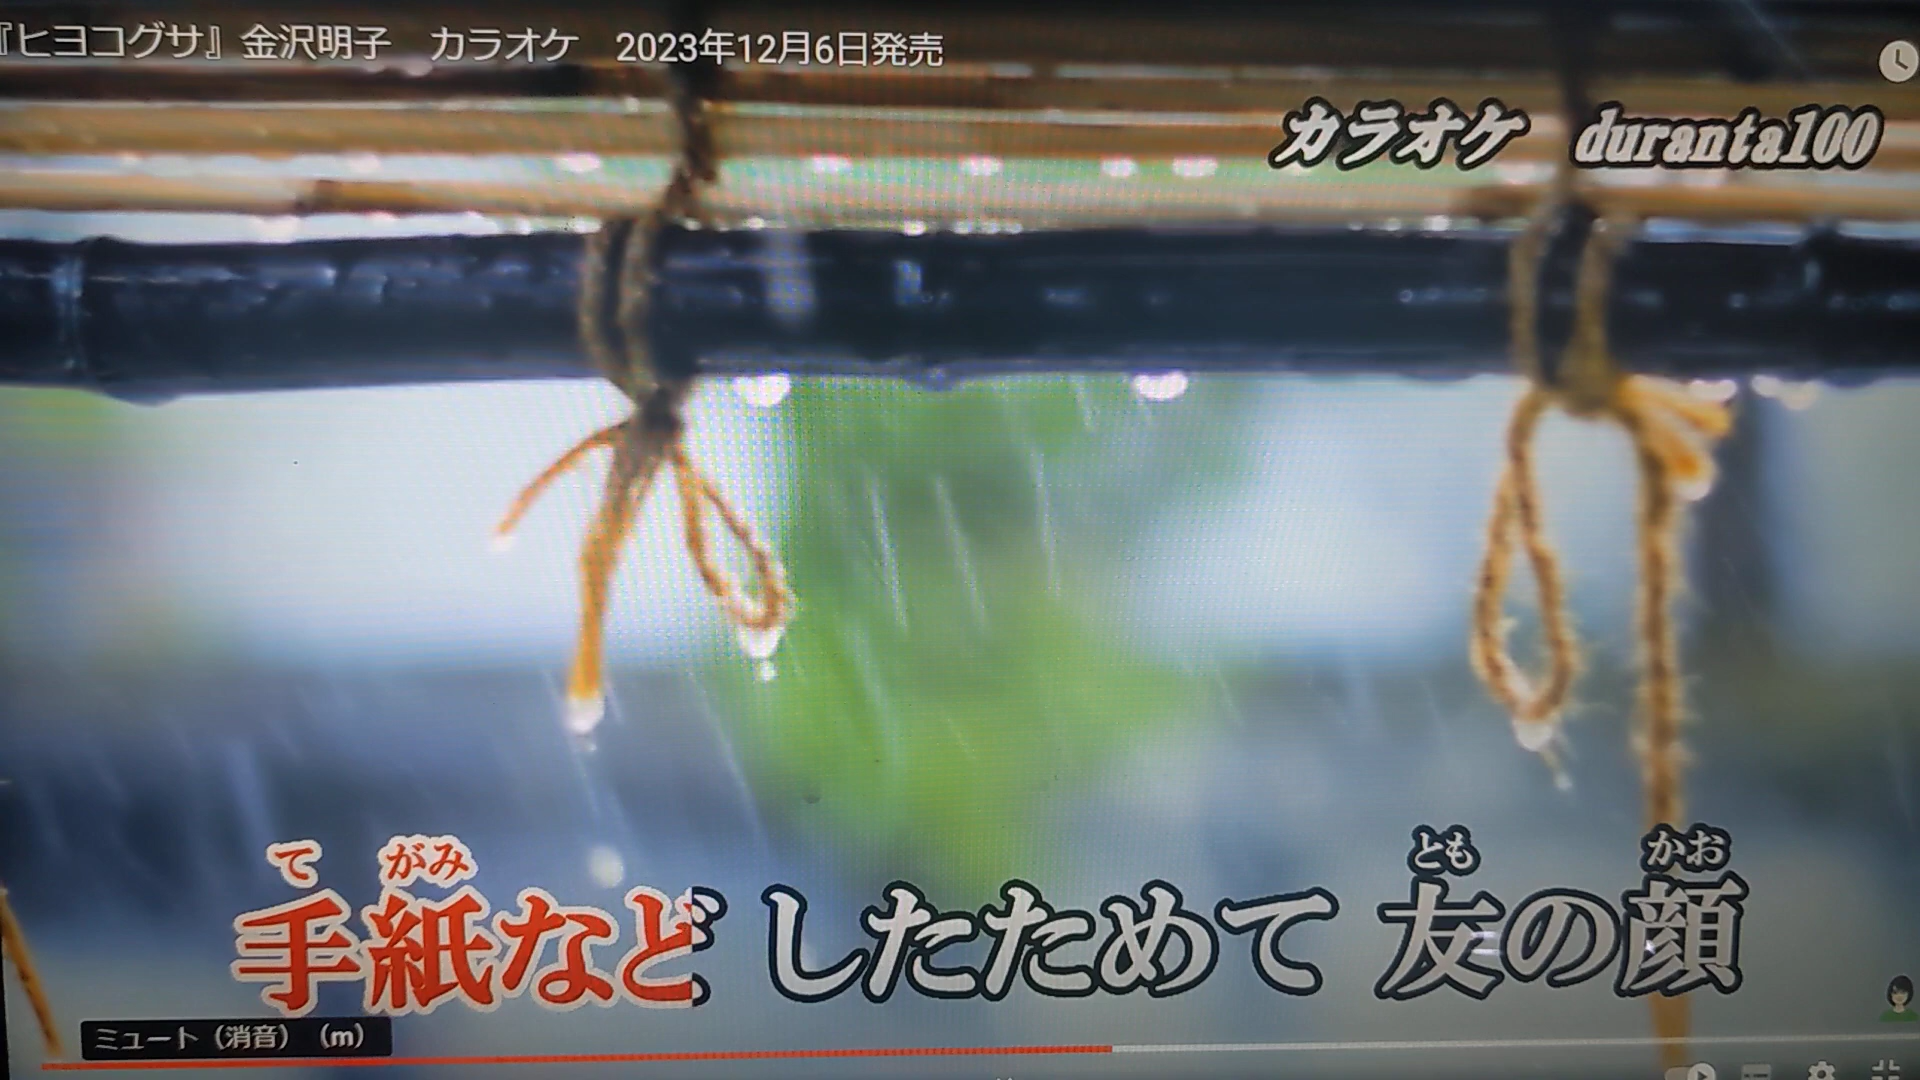 『ヒヨコグサ』金沢明子　カラオケ　2023年12月6日発売
カラオケ　duranta100
て がみ とも かお
手紙など したためて 友の顔
ミュート（消音）（m）